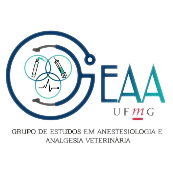 GEAA
UFMG
GRUPO DE ESTUDOS EM ANESTESIOLOGIA E
ANALGESIA VETERINÁRIA